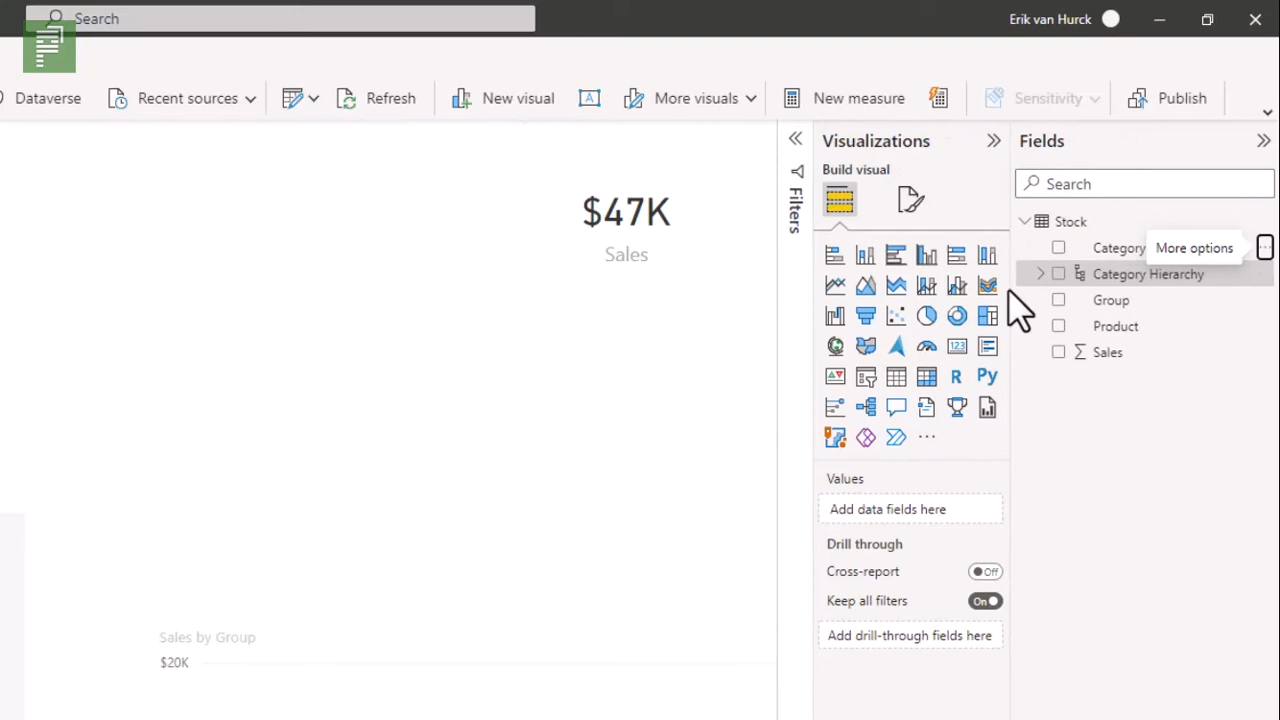 Search
Erik van Hurck
Dataverse
Recent sources
Refresh
New visual
More visuals
New measure
Sensitivity
Publish
Filters
Visualizations
Build visual
123
R
Py
Values
Add data fields here
Drill through
Cross-report
Off
Keep all filters
On
Add drill-through fields here
Fields
Search
Stock
Category
More options
Category Hierarchy
Group
Product
Sales
$47K
Sales
Sales by Group
$20K